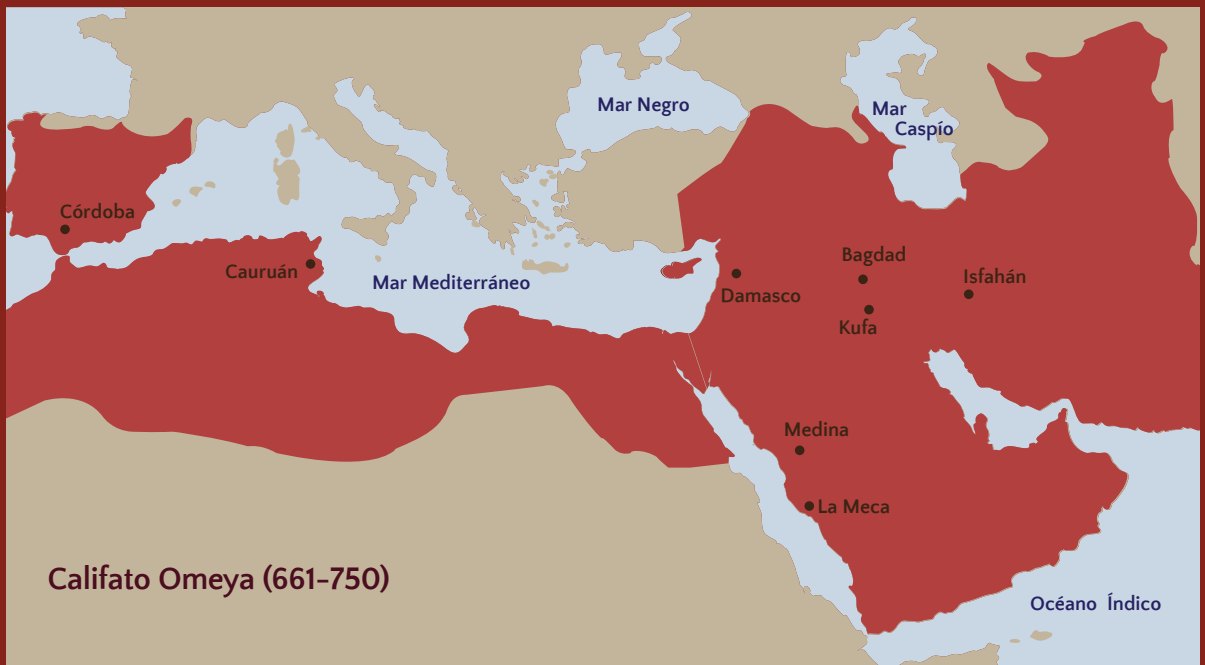 Mar Negro
Mar
Caspío
Córdoba
Cauruán
Mar Mediterráneo
Damasco
Bagdad
Kufa
Isfahán
Medina
La Meca
Califato Omeya (661-750)
Océano Índico